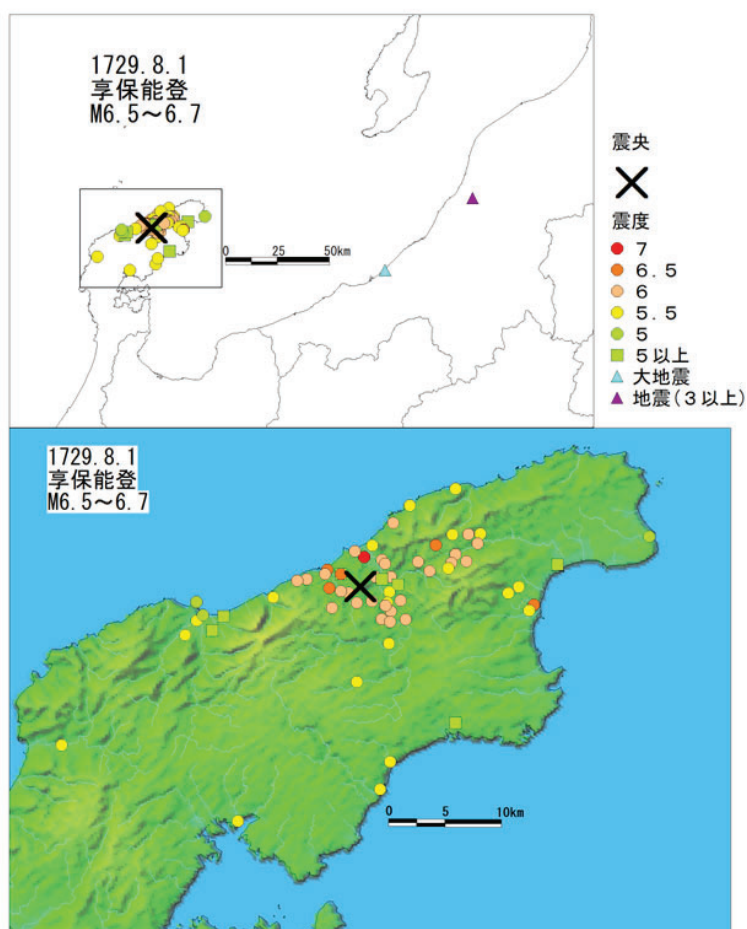 1729.8.1
享保能登
M6.5～6.7
0 25 50km
震央
震度
7
6.5
6
5.5
5
5以上
大地震
地震(3以上)
1729.8.1
享保能登
M6.5～6.7
0 5 10km